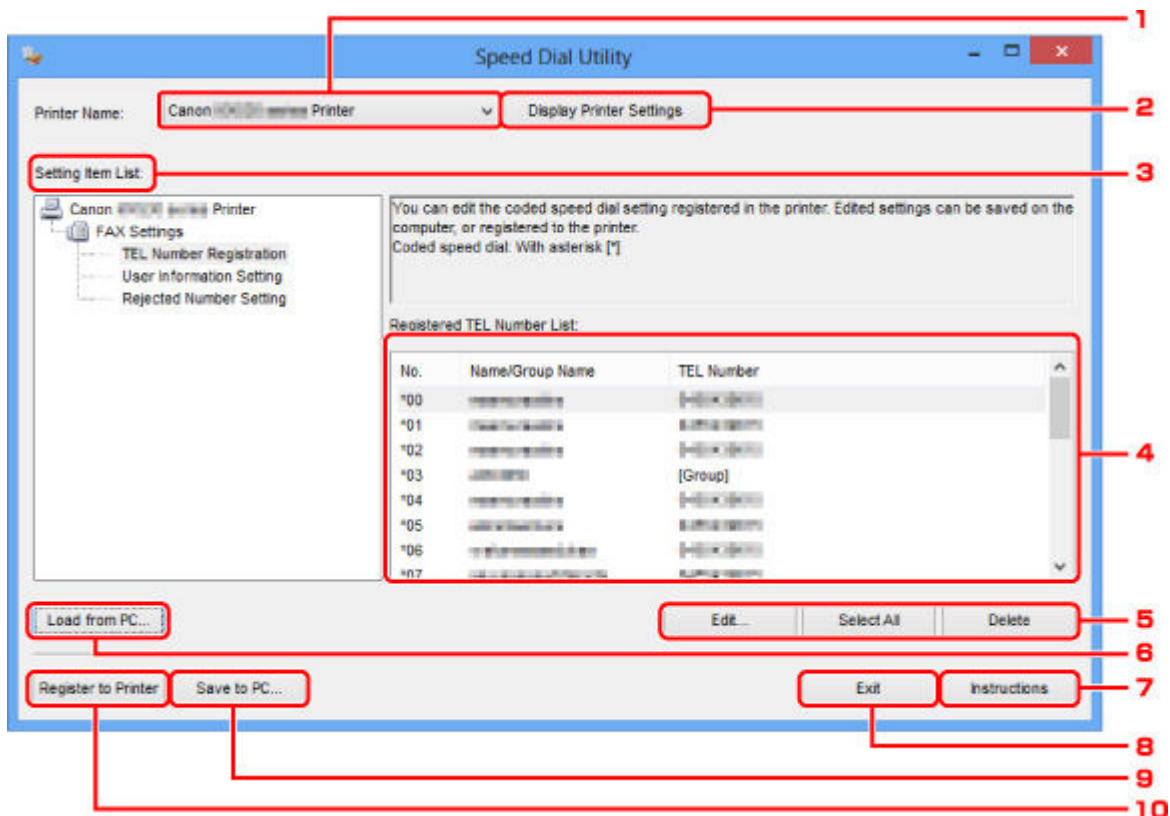 1
Speed Dial Utility
Printer Name: Canon Printer Display Printer Settings 2
Setting Item List: 3
Canon Printer
FAX Settings
TEL Number Registration
User Information Setting
Rejected Number Setting
You can edit the coded speed dial setting registered in the printer. Edited settings can be saved on the
computer, or registered to the printer.
Coded speed dial: With asterisk [*]
Registered TEL Number List:
No. Name/Group Name TEL Number
*00
*01
*02
*03 [Group]
*04
*05
*06
*07
4
Load from PC... Edit... Select All Delete 5
6
Register to Printer Save to PC... Exit Instructions 7
8
9
10